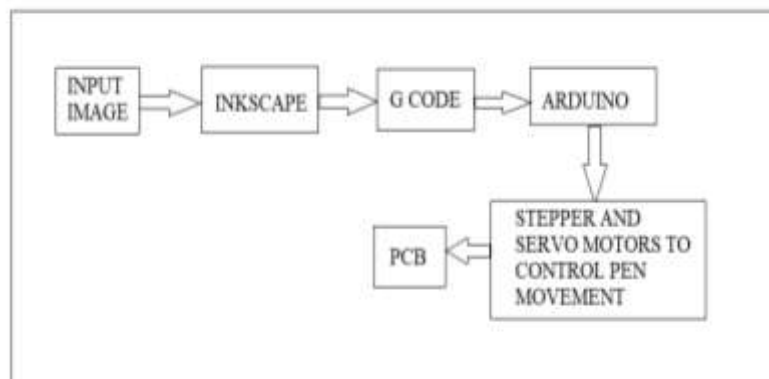 INPUT
IMAGE
INKSCAPE
G CODE
ARDUINO
STEPPER AND
SERVO MOTORS TO
CONTROL PEN
MOVEMENT
PCB